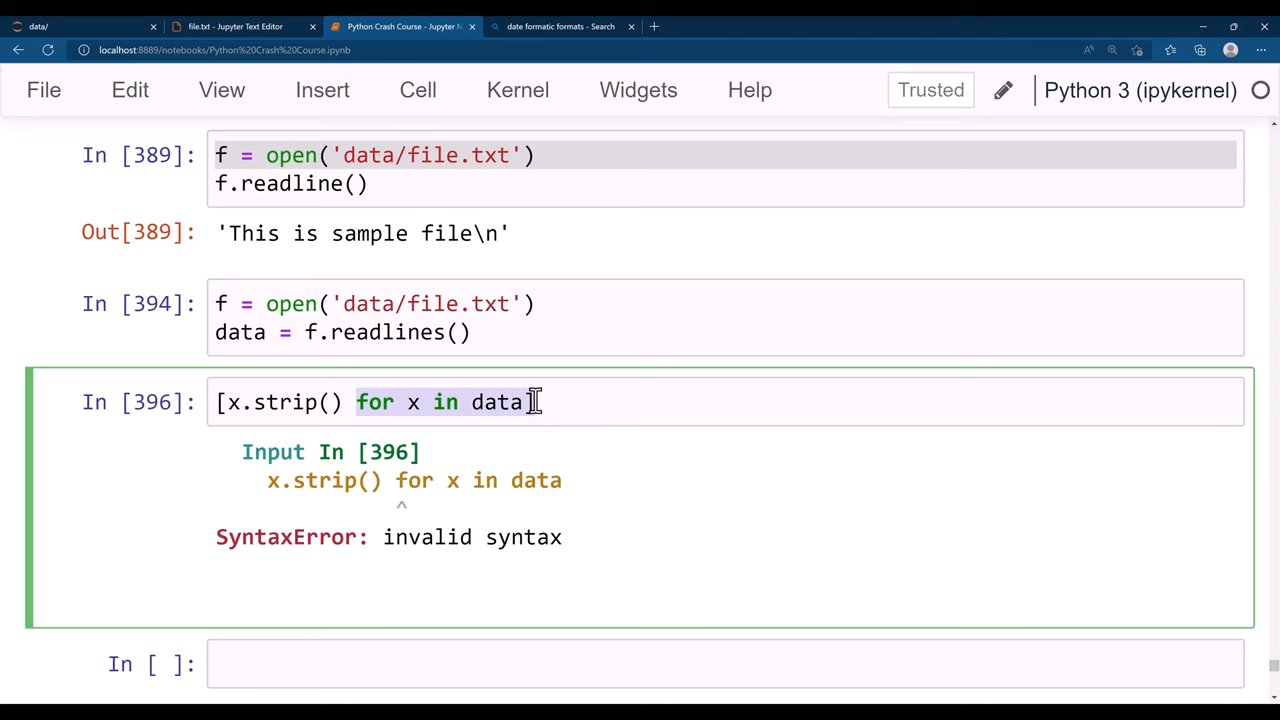 data/
file.txt - Jupyter Text Editor
Python Crash Course - Jupyter N
date formatic formats - Search
localhost:8889/notebooks/Python%20Crash%20Course.ipynb
File Edit View Insert Cell Kernel Widgets Help Trusted Python 3 (ipykernel)
In [389]: f = open('data/file.txt')
f.readline()
Out[389]: 'This is sample file\n'
In [394]: f = open('data/file.txt')
data = f.readlines()
In [396]: [x.strip() for x in data]
Input In [396]
x.strip() for x in data
^
SyntaxError: invalid syntax
In [ ]: